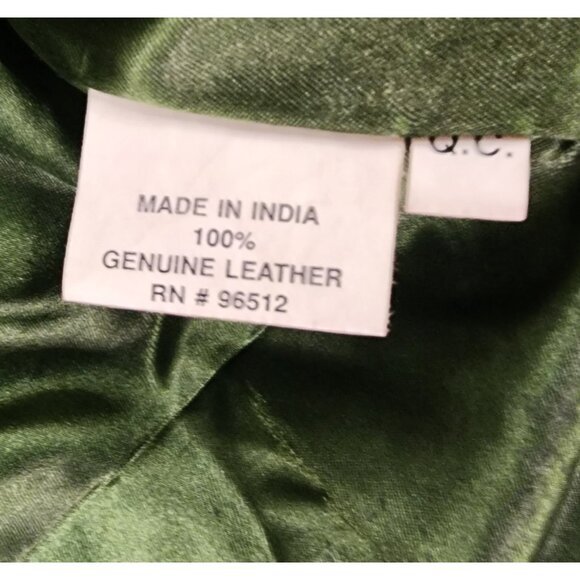 MADE IN INDIA
100%
GENUINE LEATHER
RN # 96512
Q.C.